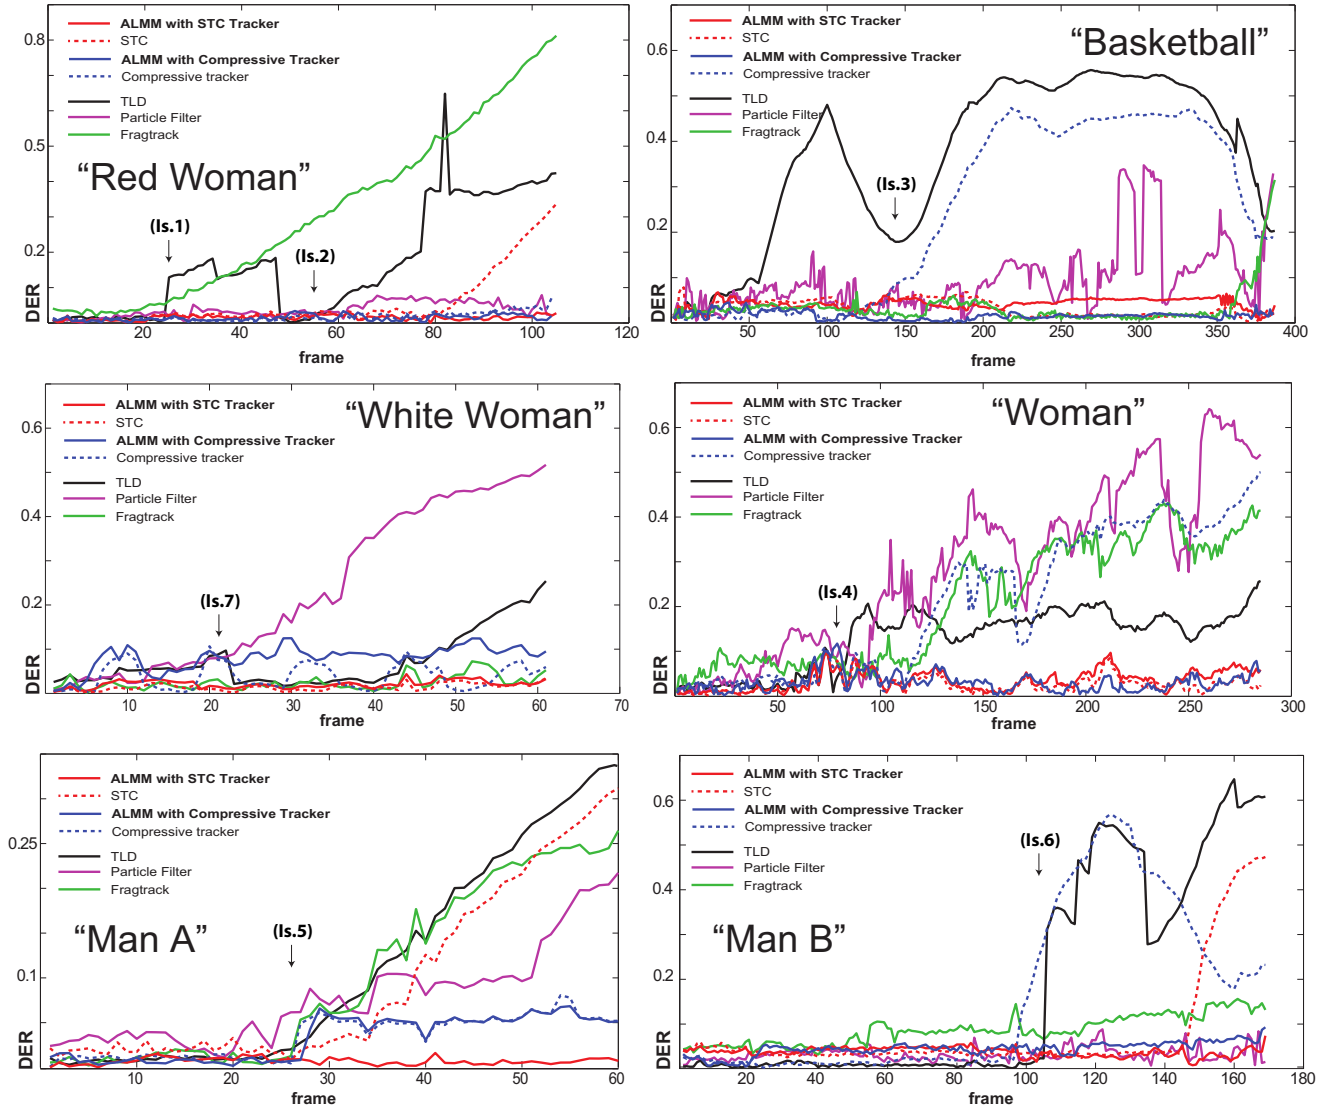 ALMM with STC Tracker
STC
ALMM with Compressive Tracker
Compressive tracker
TLD
Particle Filter
Fragtrack
"Red Woman"
(Is.1)
(Is.2)
0.8
0.5
0.2
DER
20 40 60 80 100 120
frame
ALMM with STC Tracker
STC
ALMM with Compressive Tracker
Compressive tracker
TLD
Particle Filter
Fragtrack
"Basketball"
(Is.3)
0.6
0.4
0.2
DER
50 100 150 200 250 300 350 400
frame
ALMM with STC Tracker
STC
ALMM with Compressive Tracker
Compressive tracker
TLD
Particle Filter
Fragtrack
"White Woman"
(Is.7)
0.6
0.4
0.2
DER
10 20 30 40 50 60 70
frame
ALMM with STC Tracker
STC
ALMM with Compressive Tracker
Compressive tracker
TLD
Particle Filter
Fragtrack
"Woman"
(Is.4)
0.6
0.4
0.2
DER
50 100 150 200 250 300
frame
ALMM with STC Tracker
STC
ALMM with Compressive Tracker
Compressive tracker
TLD
Particle Filter
Fragtrack
"Man A"
(Is.5)
0.25
0.1
DER
0 10 20 30 40 50 60
frame
ALMM with STC Tracker
STC
ALMM with Compressive Tracker
Compressive tracker
TLD
Particle Filter
Fragtrack
"Man B"
(Is.6)
0.6
0.4
0.2
0
DER
20 40 60 80 100 120 140 160 180
frame